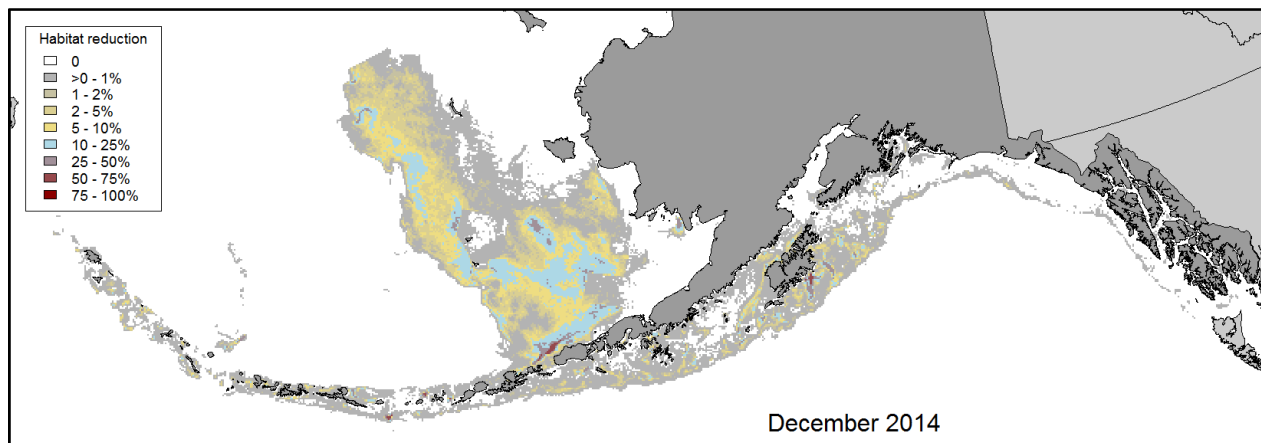 Habitat reduction
0
>0 - 1%
1 - 2%
2 - 5%
5 - 10%
10 - 25%
25 - 50%
50 - 75%
75 - 100%
December 2014